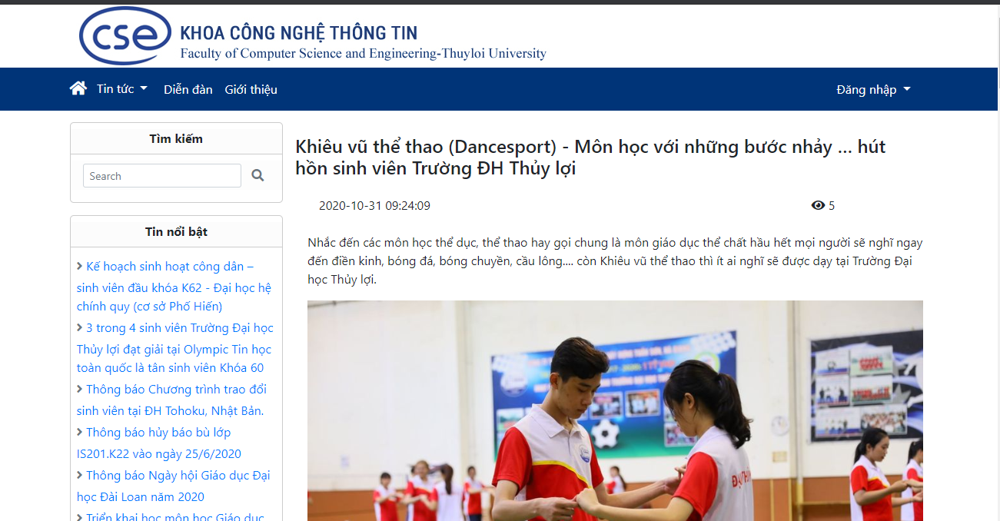 cse
KHOA CÔNG NGHỆ THÔNG TIN
Faculty of Computer Science and Engineering-Thuyloi University
Tin tức
Diễn đàn
Giới thiệu
Đăng nhập
Tìm kiếm
Search
Tin nổi bật
Kế hoạch sinh hoạt công dân –
sinh viên đầu khóa K62 - Đại học hệ
chính quy (cơ sở Phố Hiến)
3 trong 4 sinh viên Trường Đại học
Thủy lợi đạt giải tại Olympic Tin học
toàn quốc là tân sinh viên Khóa 60
Thông báo Chương trình trao đổi
sinh viên tại ĐH Tohoku, Nhật Bản.
Thông báo hủy báo bù lớp
IS201.K22 vào ngày 25/6/2020
Thông báo Ngày hội Giáo dục Đại
học Đài Loan năm 2020
Triển khai học môn học Giáo dục
Khiêu vũ thể thao (Dancesport) - Môn học với những bước nhảy ... hút
hồn sinh viên Trường ĐH Thủy lợi
2020-10-31 09:24:09
5
Nhắc đến các môn học thể dục, thể thao hay gọi chung là môn giáo dục thể chất hầu hết mọi người sẽ nghĩ ngay
đến điền kinh, bóng đá, bóng chuyền, cầu lông.... còn Khiêu vũ thể thao thì ít ai nghĩ sẽ được dạy tại Trường Đại
học Thủy lợi.